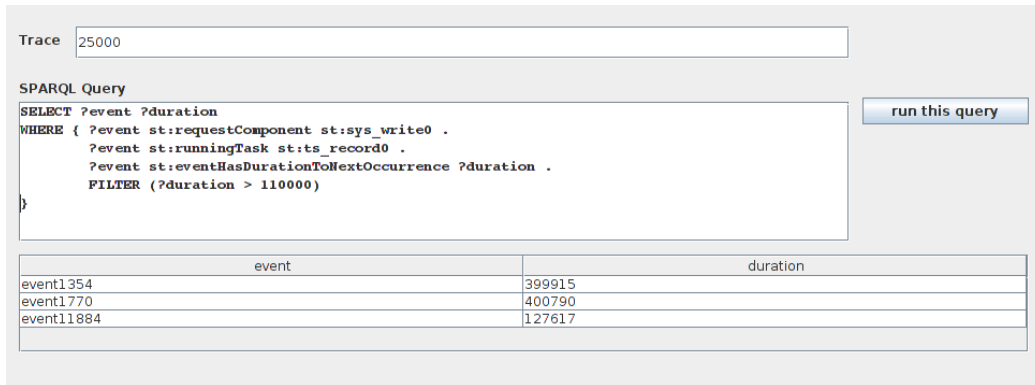 Trace 25000
SPARQL Query
SELECT ?event ?duration
WHERE { ?event st:requestComponent st:sys_write0 .
?event st:runningTask st:ts_record0 .
?event st:eventHasDurationToNextOccurrence ?duration .
FILTER (?duration > 110000)
}
run this query
event duration
event1354 399915
event1770 400790
event11884 127617